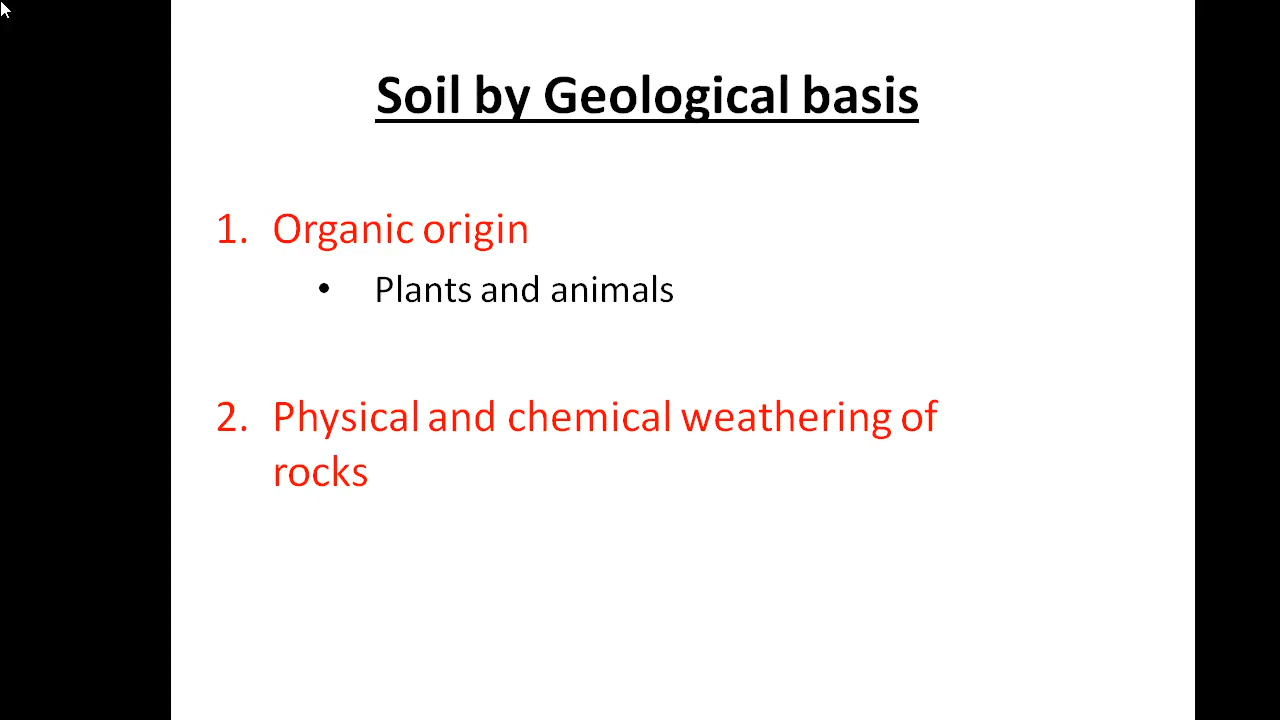 Soil by Geological basis
1. Organic origin
• Plants and animals
2. Physical and chemical weathering of
rocks